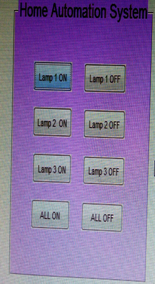 Home Automation System
Lamp 1 ON Lamp 1 OFF
Lamp 2 ON Lamp 2 OFF
Lamp 3 ON Lamp 3 OFF
ALL ON ALL OFF